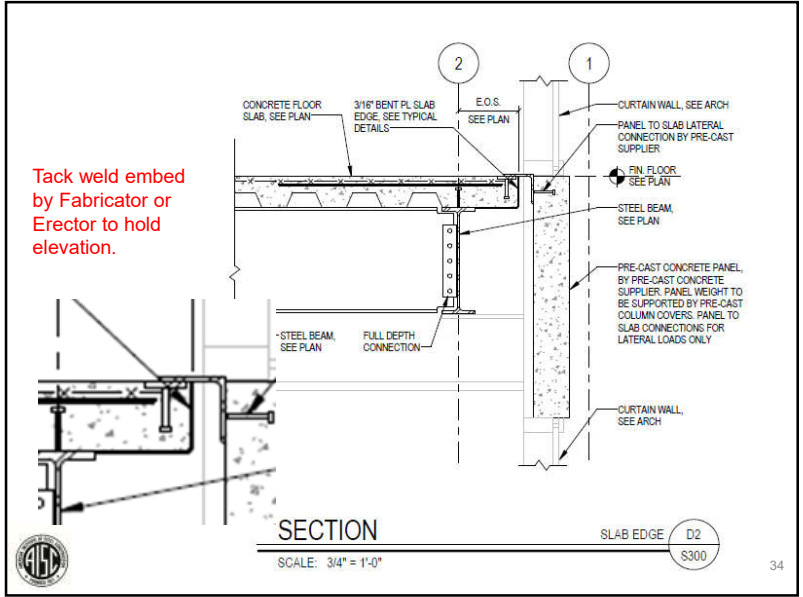 2
1
CONCRETE FLOOR
SLAB, SEE PLAN
3/16" BENT PL SLAB
EDGE, SEE TYPICAL
DETAILS
E.O.S.
SEE PLAN
CURTAIN WALL, SEE ARCH
PANEL TO SLAB LATERAL
CONNECTION BY PRE-CAST
SUPPLIER
FIN. FLOOR
SEE PLAN
Tack weld embed
by Fabricator or
Erector to hold
elevation.
STEEL BEAM,
SEE PLAN
PRE-CAST CONCRETE PANEL,
BY PRE-CAST CONCRETE
SUPPLIER. PANEL WEIGHT TO
BE SUPPORTED BY PRE-CAST
COLUMN COVERS. PANEL TO
SLAB CONNECTIONS FOR
LATERAL LOADS ONLY
STEEL BEAM,
SEE PLAN
FULL DEPTH
CONNECTION
CURTAIN WALL,
SEE ARCH
SECTION
SCALE: 3/4" = 1'-0"
SLAB EDGE
D2
S300
AISC
34